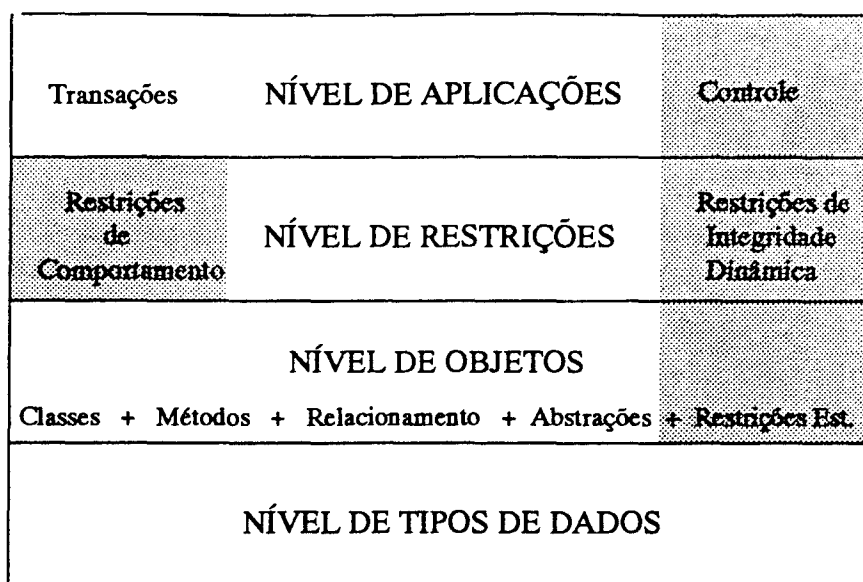 Transações NÍVEL DE APLICAÇÕES Controle
Restrições
de
Comportamento
NÍVEL DE RESTRIÇÕES
Restrições de
Integridade
Dinâmica
NÍVEL DE OBJETOS
Classes + Métodos + Relacionamento + Abstrações + Restrições Est.
NÍVEL DE TIPOS DE DADOS